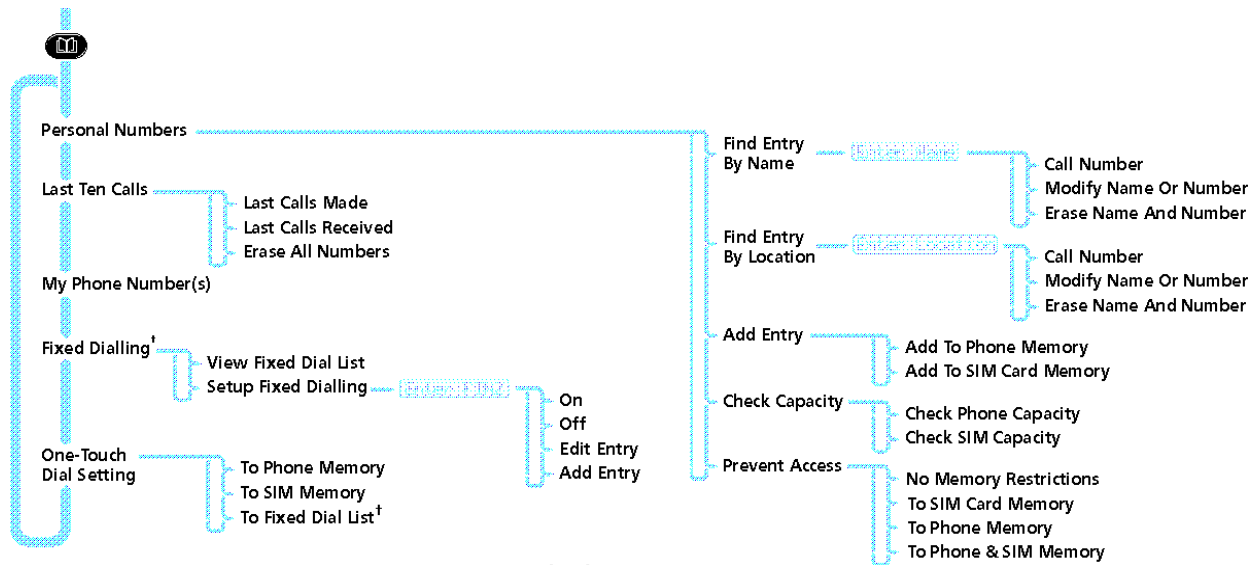 Personal Numbers
Find Entry
By Name
Call Number
Modify Name Or Number
Erase Name And Number
Find Entry
By Location
Call Number
Modify Name Or Number
Erase Name And Number
Add Entry
Add To Phone Memory
Add To SIM Card Memory
Check Capacity
Check Phone Capacity
Check SIM Capacity
Prevent Access
No Memory Restrictions
To SIM Card Memory
To Phone Memory
To Phone & SIM Memory
Last Ten Calls
Last Calls Made
Last Calls Received
Erase All Numbers
My Phone Number(s)
Fixed Dialling†
View Fixed Dial List
Setup Fixed Dialling
On
Off
Edit Entry
Add Entry
One-Touch
Dial Setting
To Phone Memory
To SIM Memory
To Fixed Dial List†